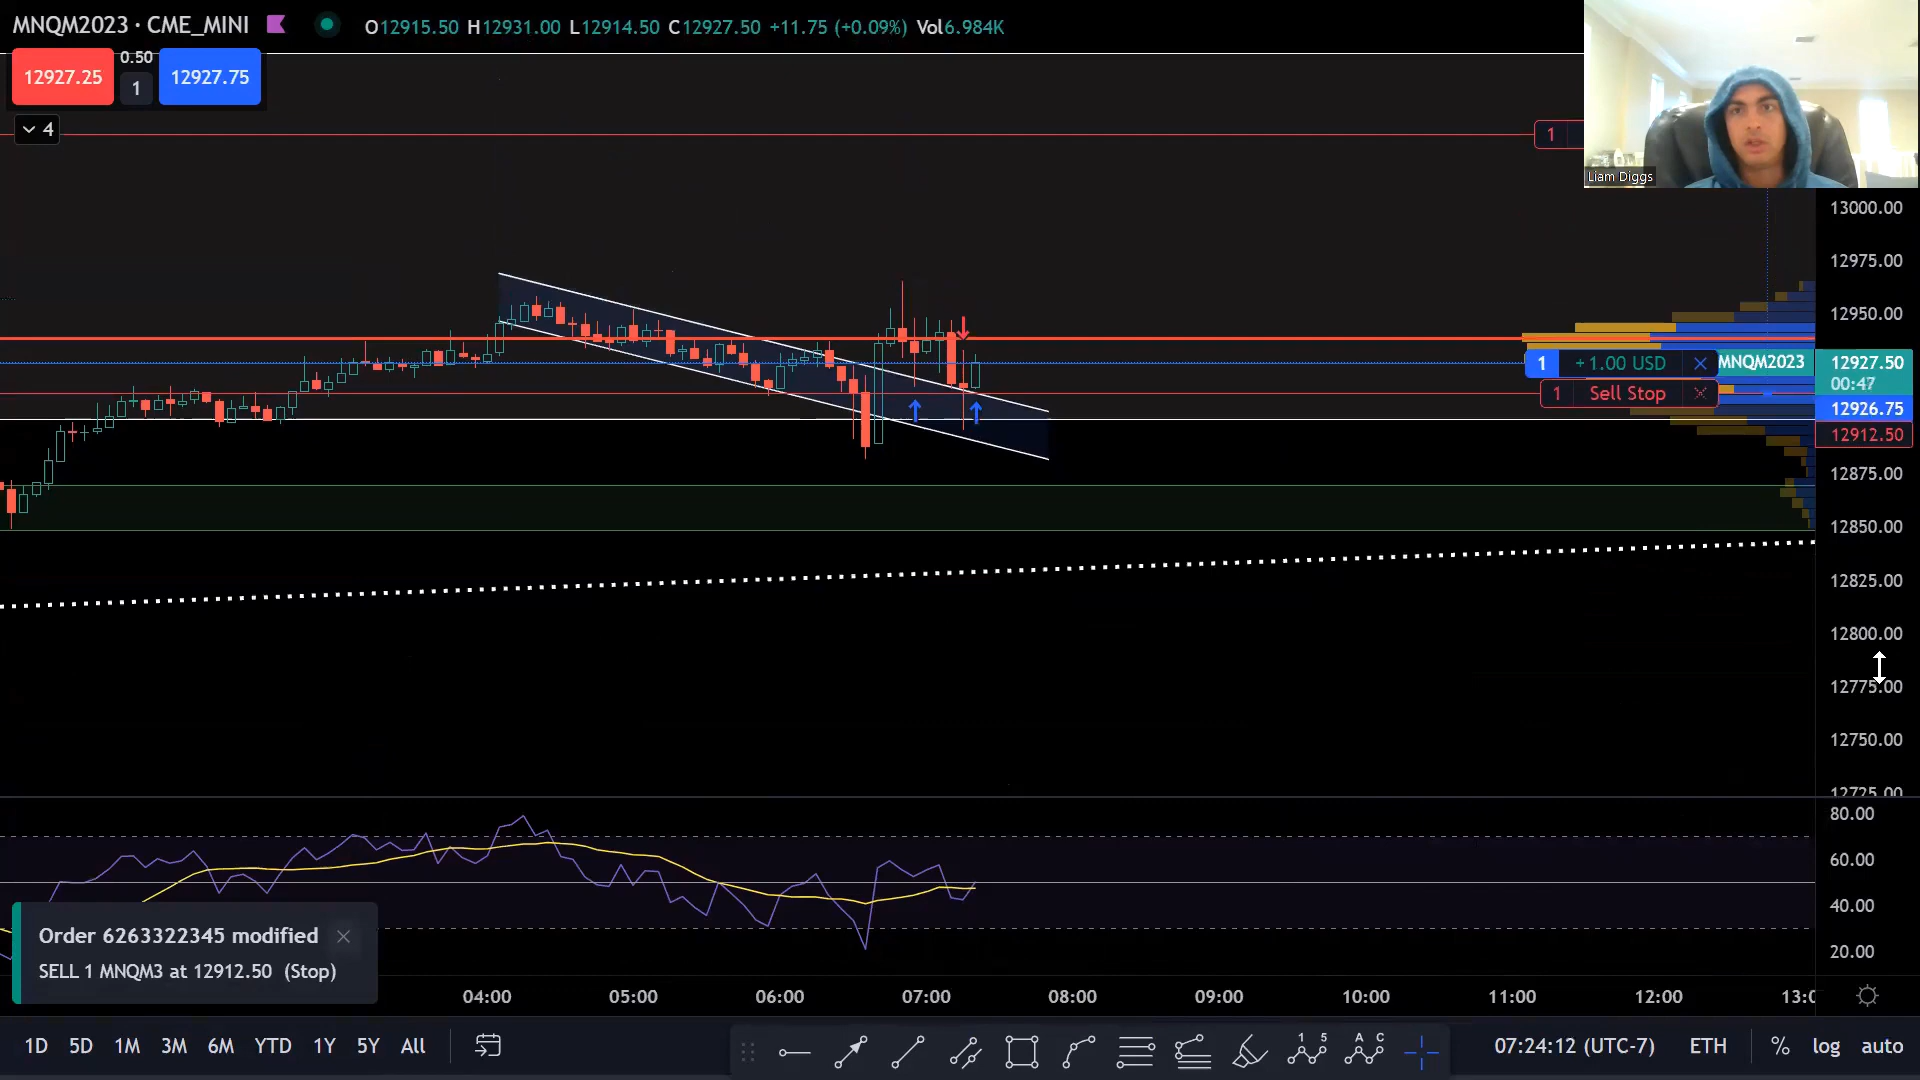 MNQM2023 · CME_MINI
O12915.50 H12931.00 L12914.50 C12927.50 +11.75 (+0.09%) Vol6.984K
12927.25
0.50
1
12927.75
4
1
Liam Diggs
13000.00
12975.00
12950.00
1 +1.00 USD
MNQM2023
12927.50
00:47
1 Sell Stop
12926.75
12912.50
12875.00
12850.00
12825.00
12800.00
12775.00
12750.00
12725.00
80.00
60.00
40.00
20.00
Order 6263322345 modified
SELL 1 MNQM3 at 12912.50 (Stop)
04:00 05:00 06:00 07:00 08:00 09:00 10:00 11:00 12:00
1D 5D 1M 3M 6M YTD 1Y 5Y All
1 5
A C
07:24:12 (UTC-7) ETH % log auto